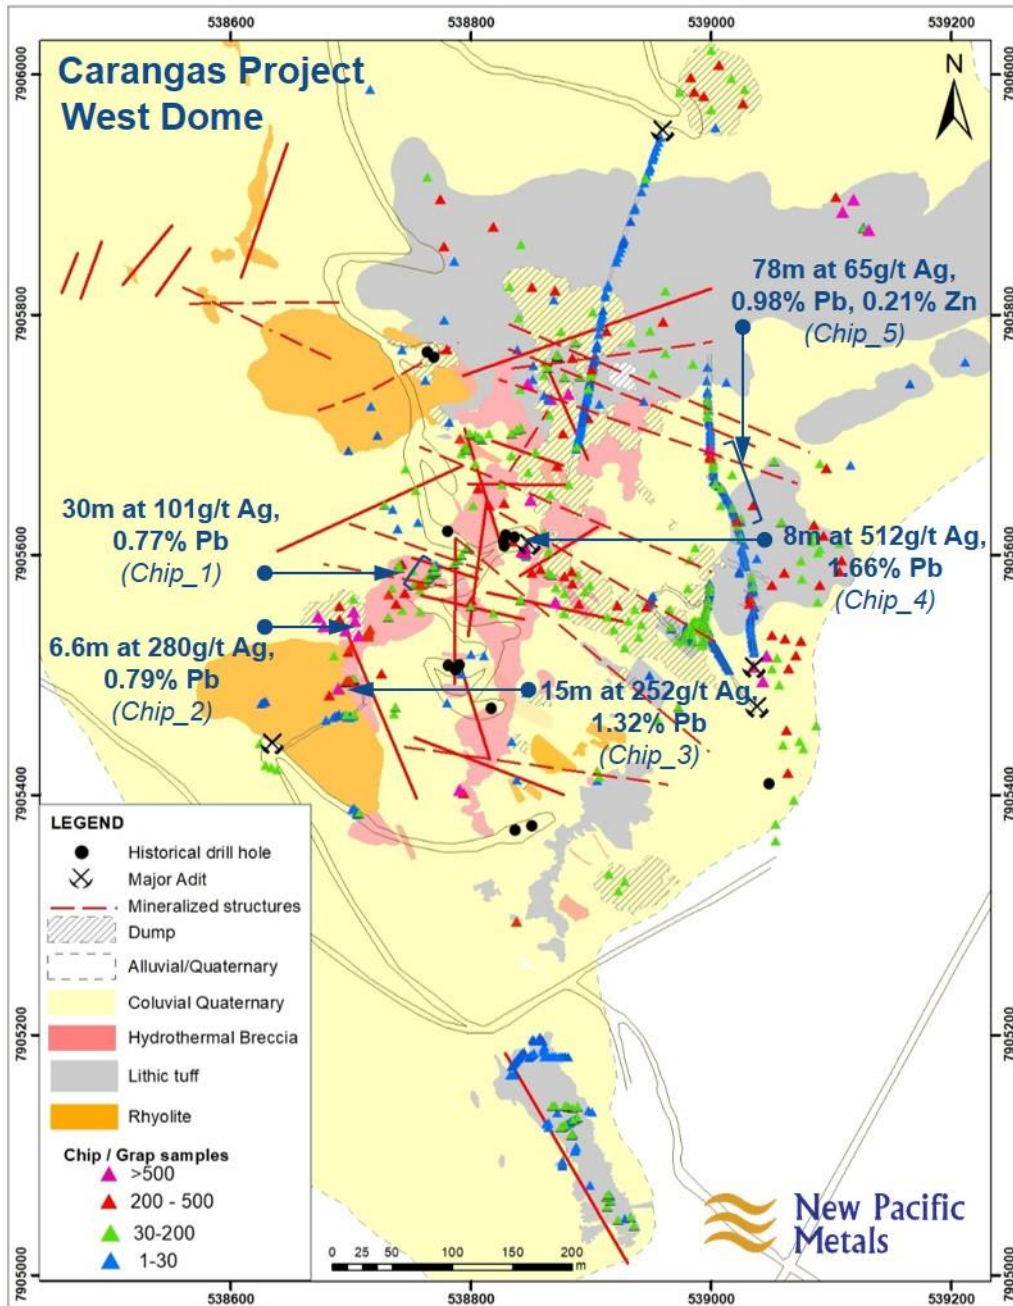 538600 538800 539000 539200
Carangas Project
West Dome
N
7906000
7906000
78m at 65g/t Ag,
0.98% Pb, 0.21% Zn
(Chip_5)
7905800
7905800
30m at 101g/t Ag,
0.77% Pb
(Chip_1)
8m at 512g/t Ag,
1.66% Pb
(Chip_4)
7905600
7905600
6.6m at 280g/t Ag,
0.79% Pb
(Chip_2)
15m at 252g/t Ag,
1.32% Pb
(Chip_3)
7905400
7905400
LEGEND
Historical drill hole
Major Adit
Mineralized structures
Dump
Alluvial/Quaternary
Coluvial Quaternary
Hydrothermal Breccia
Lithic tuff
Rhyolite
Chip / Grap samples
>500
200 - 500
30-200
1-30
7905200
7905200
New Pacific
Metals
0 25 50 100 150 200
m
7905000
7905000
538600 538800 539000 539200